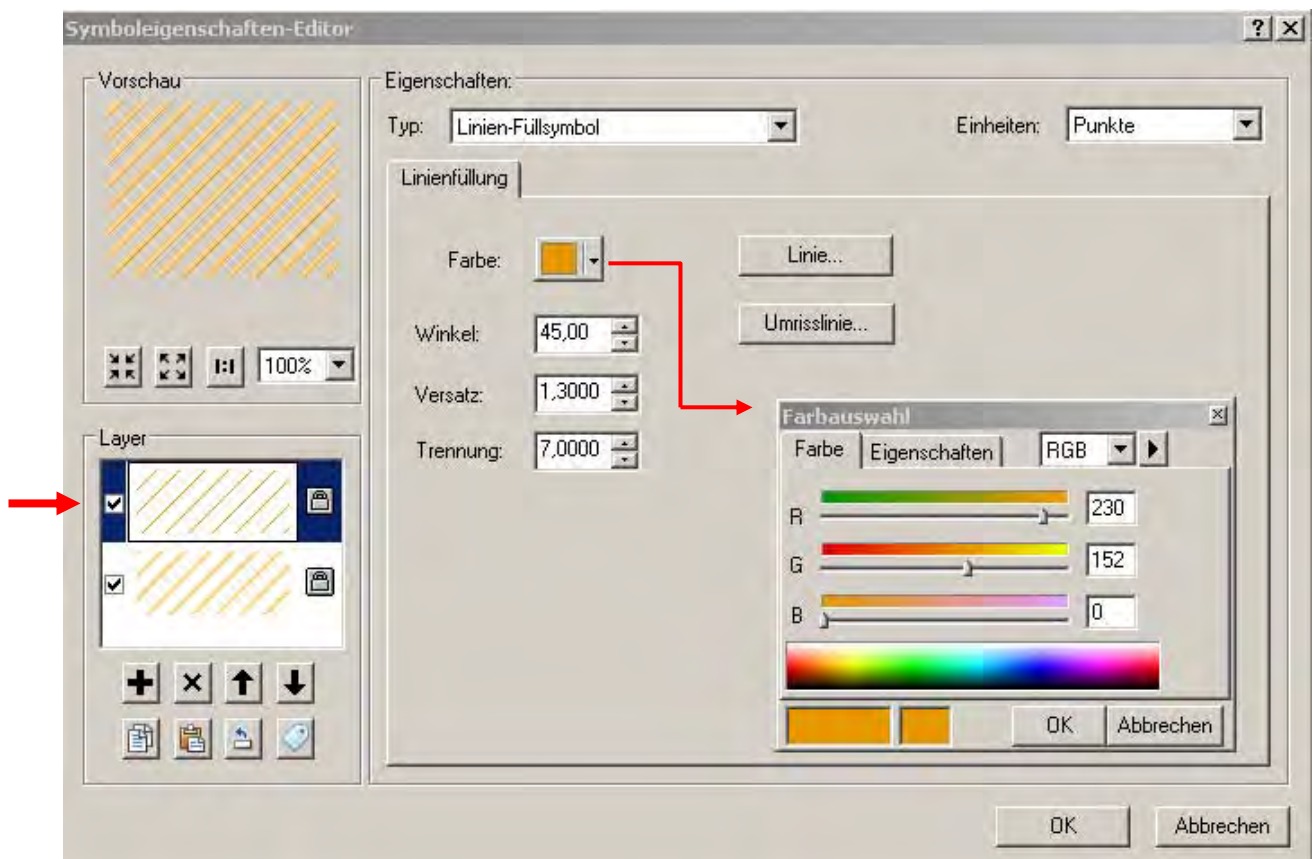 Symboleigenschaften-Editor
Vorschau
100%
Layer
Eigenschaften:
Typ: Linien-Füllsymbol Einheiten: Punkte
Linienfüllung
Farbe: Linie...
Winkel: 45,00 Umrisslinie...
Versatz: 1,3000
Trennung: 7,0000
Farbauswahl
Farbe Eigenschaften RGB
R 230
G 152
B 0
OK Abbrechen
OK Abbrechen